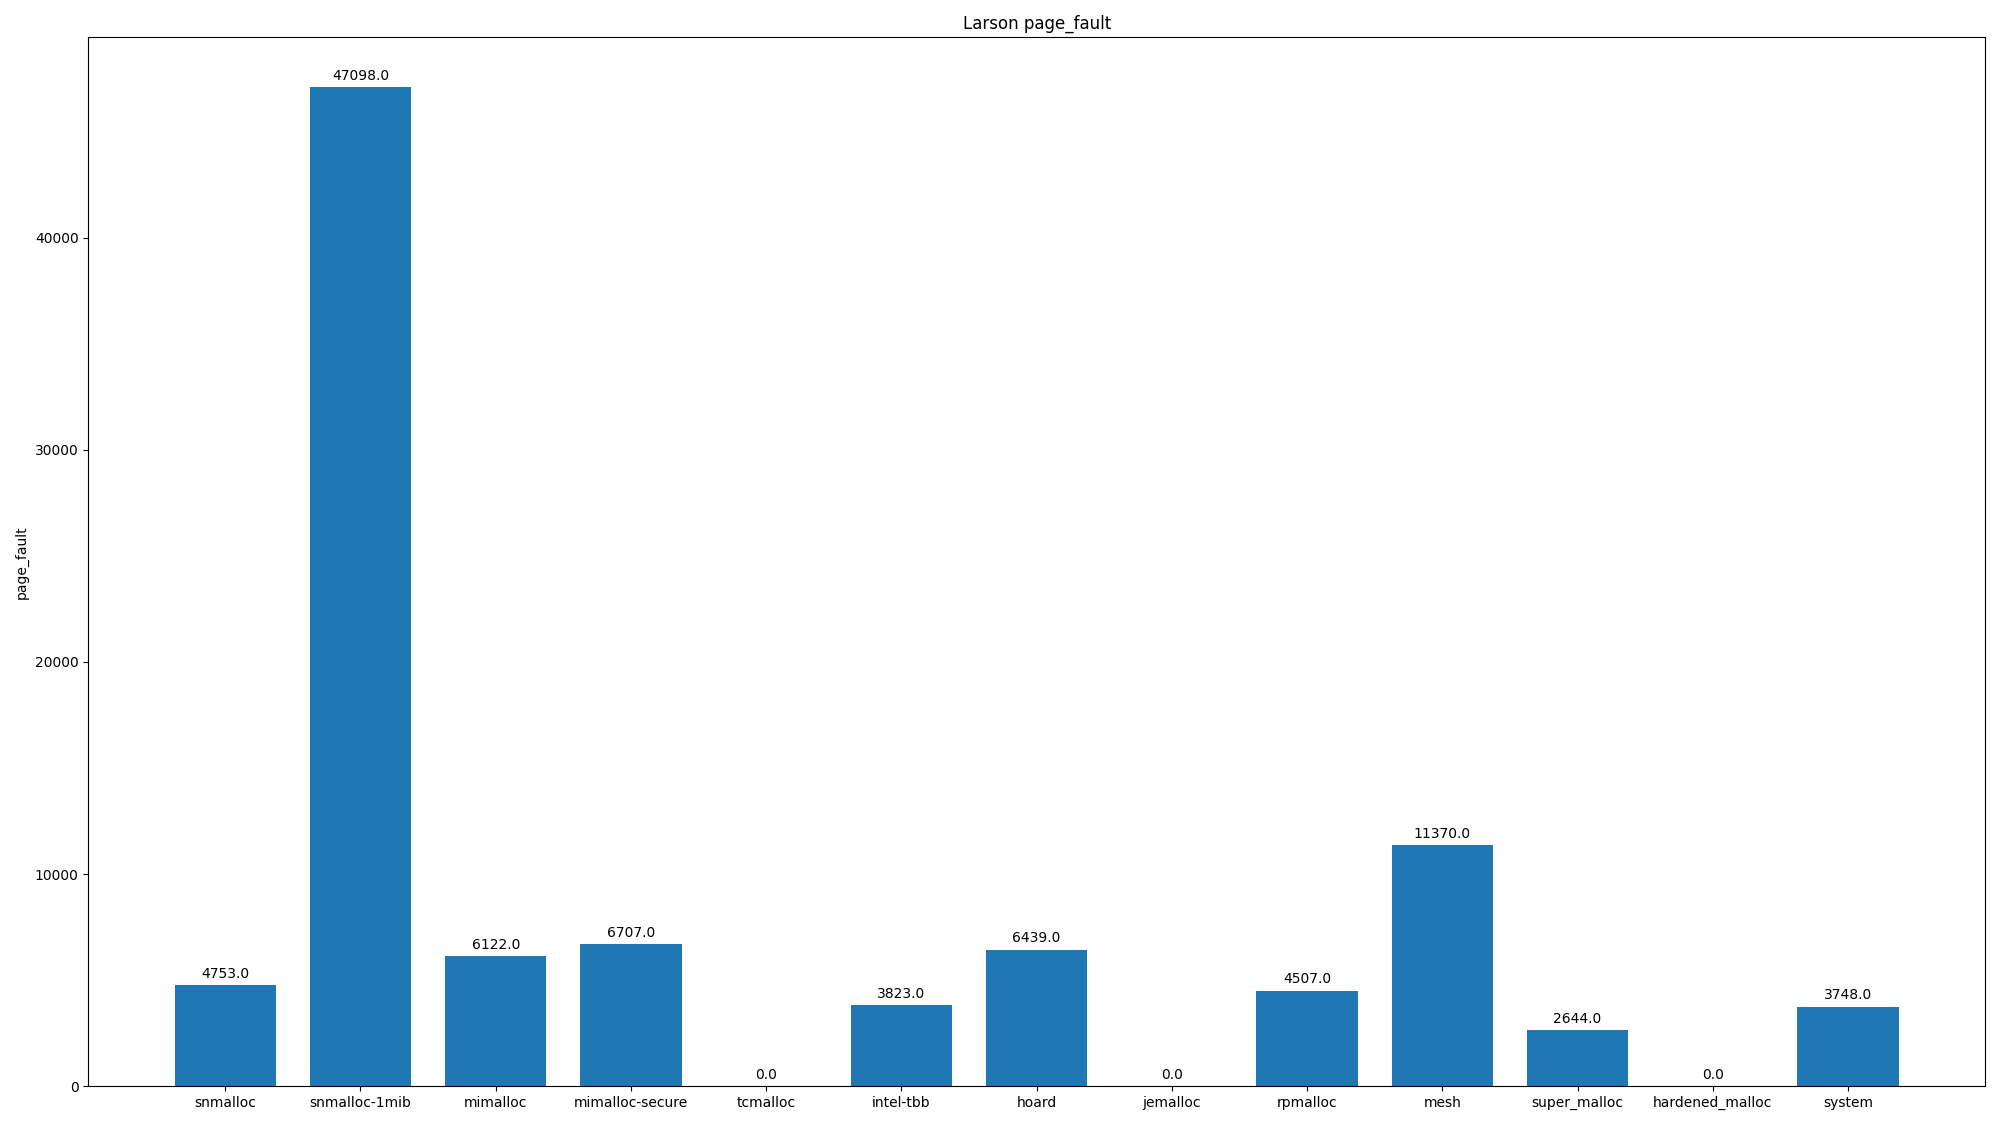 Larson page_fault
page_fault
40000
30000
20000
10000
0
4753.0
47098.0
6122.0
6707.0
0.0
3823.0
6439.0
0.0
4507.0
11370.0
2644.0
0.0
3748.0
snmalloc
snmalloc-1mib
mimalloc
mimalloc-secure
tcmalloc
intel-tbb
hoard
jemalloc
rpmalloc
mesh
super_malloc
hardened_malloc
system